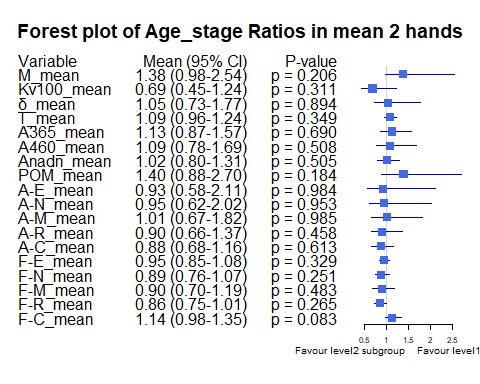 Forest plot of Age_stage Ratios in mean 2 hands
Variable Mean (95% CI) P-value
M_mean 1.38 (0.98-2.54) p = 0.206
Kv100_mean 0.69 (0.45-1.24) p = 0.311
δ_mean 1.05 (0.73-1.77) p = 0.894
T_mean 1.09 (0.96-1.24) p = 0.349
A365_mean 1.13 (0.87-1.57) p = 0.690
A460_mean 1.09 (0.78-1.69) p = 0.508
Anadn_mean 1.02 (0.80-1.31) p = 0.505
POM_mean 1.40 (0.88-2.70) p = 0.184
A-E_mean 0.93 (0.58-2.11) p = 0.984
A-N_mean 0.95 (0.62-2.02) p = 0.953
A-M_mean 1.01 (0.67-1.82) p = 0.985
A-R_mean 0.90 (0.66-1.37) p = 0.458
A-C_mean 0.88 (0.68-1.16) p = 0.613
F-E_mean 0.95 (0.85-1.08) p = 0.329
F-N_mean 0.89 (0.76-1.07) p = 0.251
F-M_mean 0.90 (0.70-1.19) p = 0.483
F-R_mean 0.86 (0.75-1.01) p = 0.265
F-C_mean 1.14 (0.98-1.35) p = 0.083
0.5 1 1.5 2 2.5
Favour level2 subgroup Favour level1